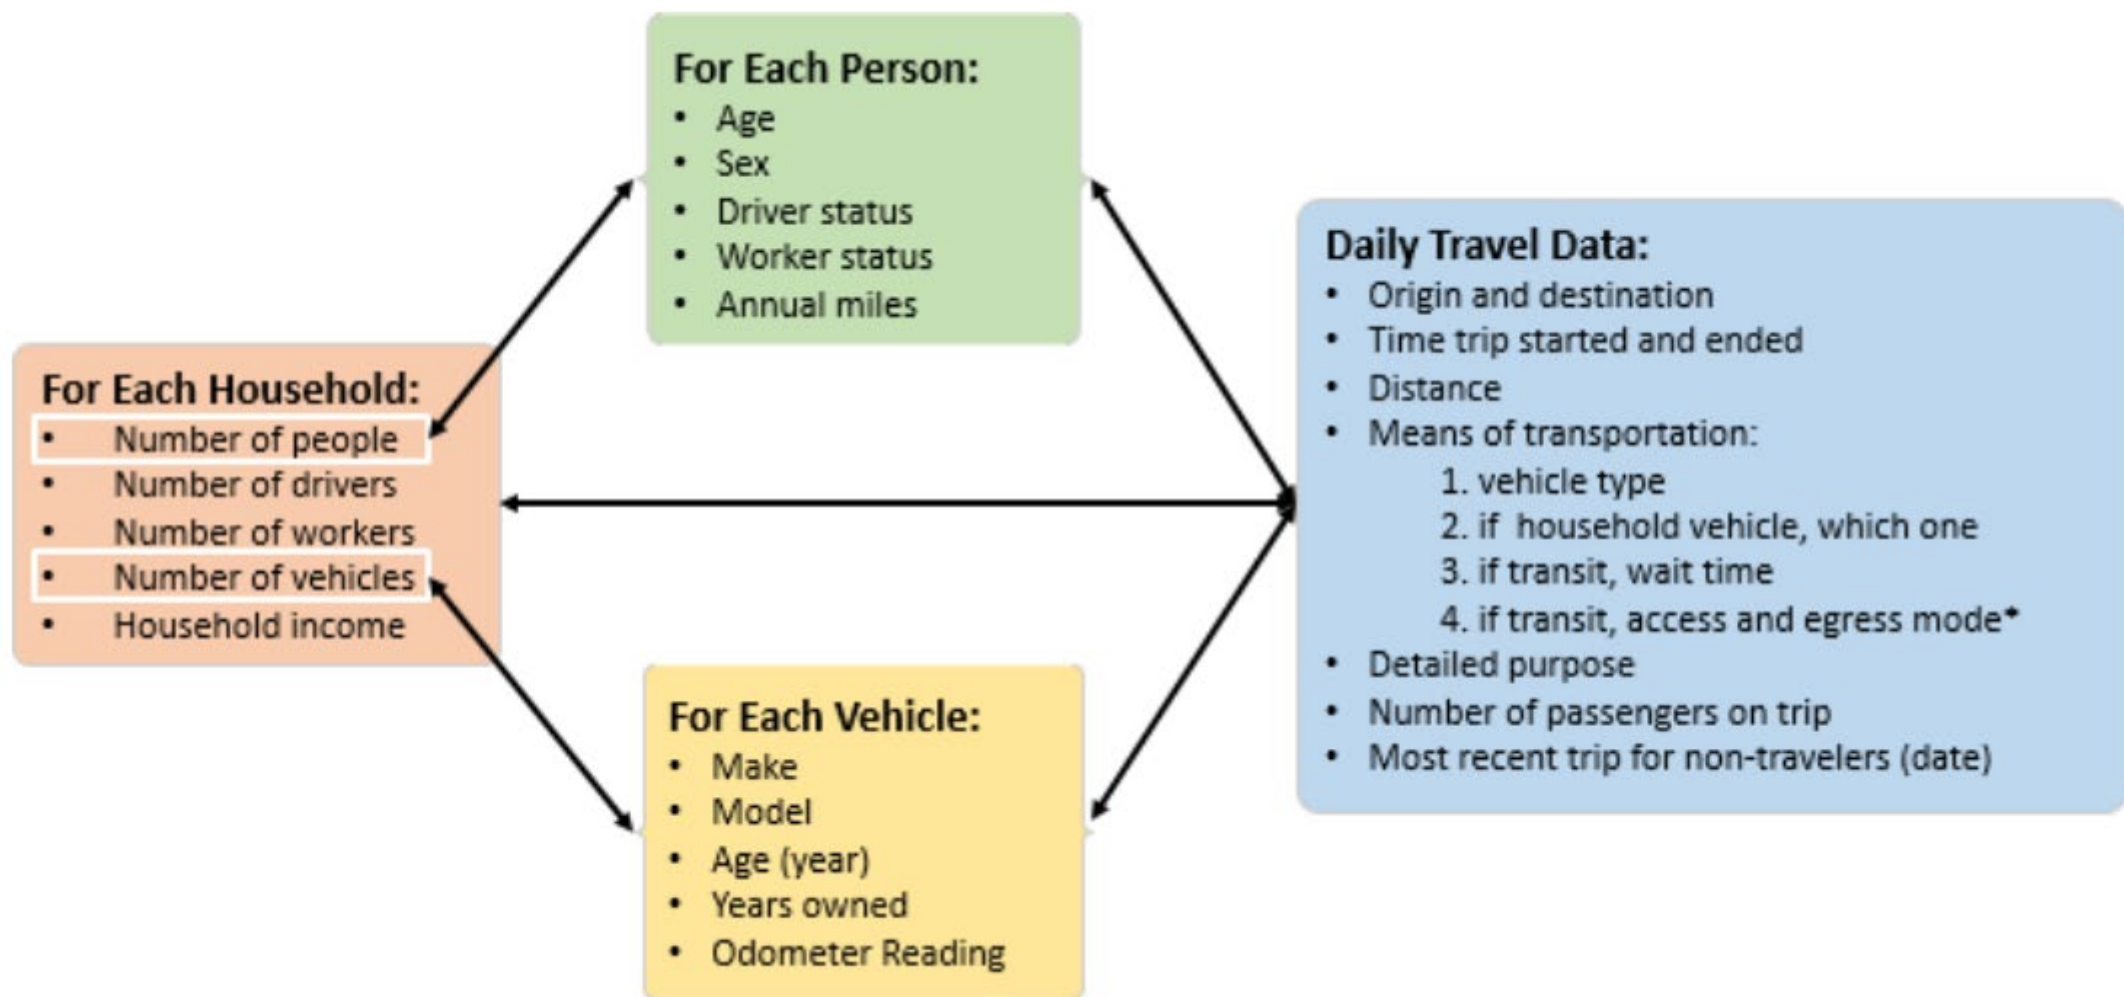 For Each Person:
• Age
• Sex
• Driver status
• Worker status
• Annual miles
For Each Household:
• Number of people
• Number of drivers
• Number of workers
• Number of vehicles
• Household income
For Each Vehicle:
• Make
• Model
• Age (year)
• Years owned
• Odometer Reading
Daily Travel Data:
• Origin and destination
• Time trip started and ended
• Distance
• Means of transportation:
1. vehicle type
2. if household vehicle, which one
3. if transit, wait time
4. if transit, access and egress mode*
• Detailed purpose
• Number of passengers on trip
• Most recent trip for non-travelers (date)